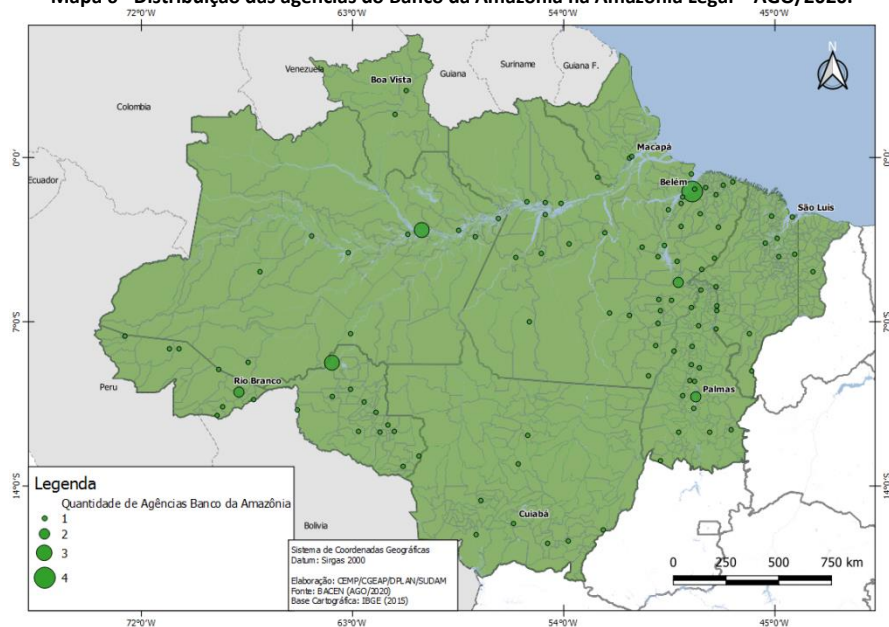 Mapa 6 - Distribuição das agências do Banco da Amazônia na Amazônia Legal - AGO/2020.
72°0'W 63°0'W 54°0'W 45°0'W
N
Venezuela
Boa Vista
Guiana
Suriname
Guiana F.
Colombia
Macapá
0°0' 0°0'
Ecuador
Belém
São Luis
7°0'S 7°0'S
Peru
Rio Branco
Palmas
14°0'S 14°0'S
Legenda
Quantidade de Agências Banco da Amazônia
1
2
3
4
Cuiabá
Bolivia
Sistema de Coordenadas Geográficas
Datum: Sirgas 2000
Elaboração: CEMP/CGEAP/DPLAN/SUDAM
Fonte: BACEN (AGO/2020)
Base Cartográfica: IBGE (2015)
0 250 500 750 km
72°0'W 63°0'W 54°0'W 45°0'W